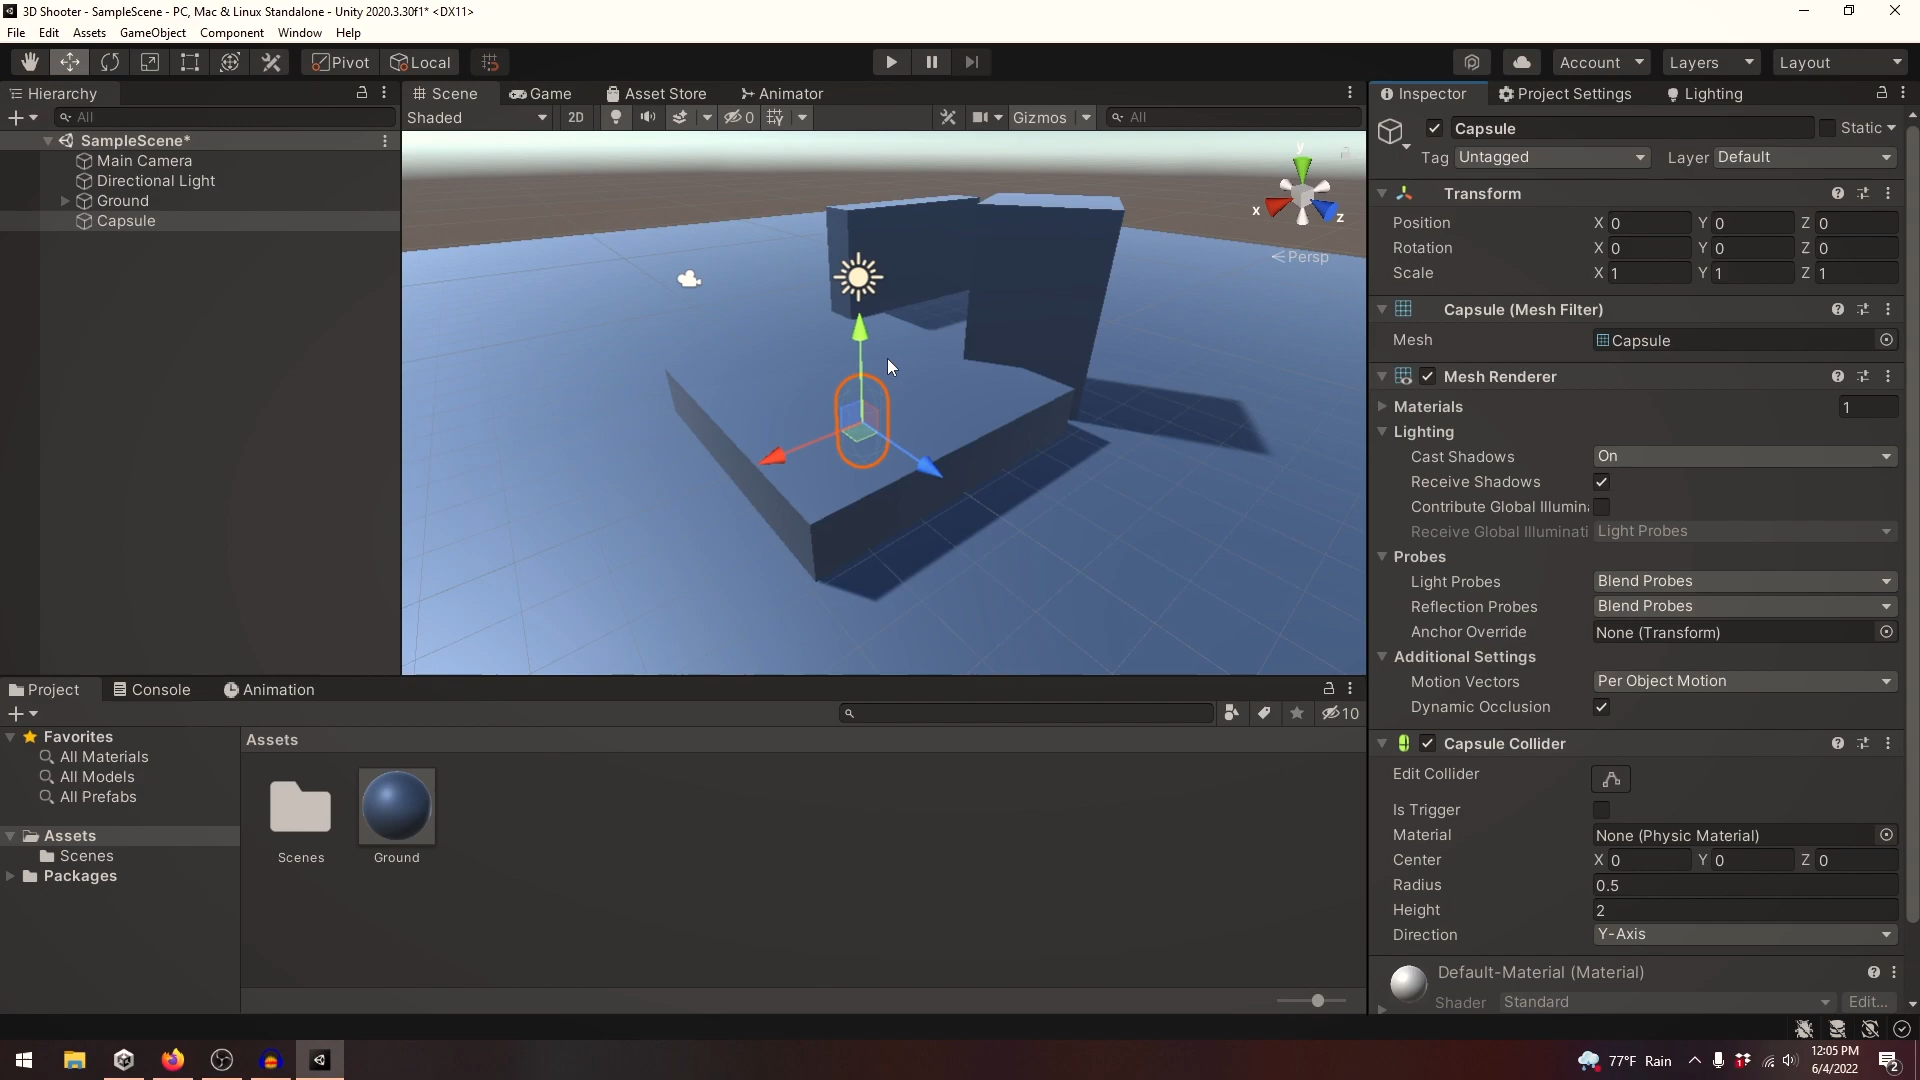 3D Shooter - SampleScene - PC, Mac & Linux Standalone - Unity 2020.3.30f1* <DX11>
File Edit Assets GameObject Component Window Help
Pivot Local Account Layers Layout
Hierarchy
All
SampleScene*
Main Camera
Directional Light
Ground
Capsule
Scene Game Asset Store Animator
Shaded 2D 0 Gizmos All
y
x z
Persp
Inspector Project Settings Lighting
Capsule Static
Tag Untagged Layer Default
Transform
Position X 0 Y 0 Z 0
Rotation X 0 Y 0 Z 0
Scale X 1 Y 1 Z 1
Capsule (Mesh Filter)
Mesh Capsule
Mesh Renderer
Materials 1
Lighting
Cast Shadows On
Receive Shadows
Contribute Global Illumin
Receive Global Illuminati Light Probes
Probes
Light Probes Blend Probes
Reflection Probes Blend Probes
Anchor Override None (Transform)
Additional Settings
Motion Vectors Per Object Motion
Dynamic Occlusion
Capsule Collider
Edit Collider
Is Trigger
Material None (Physic Material)
Center X 0 Y 0 Z 0
Radius 0.5
Height 2
Direction Y-Axis
Default-Material (Material)
Shader Standard Edit...
Project Console Animation
10
Favorites
All Materials
All Models
All Prefabs
Assets
Scenes
Packages
Assets
Scenes Ground
77°F Rain
12:05 PM
6/4/2022
2